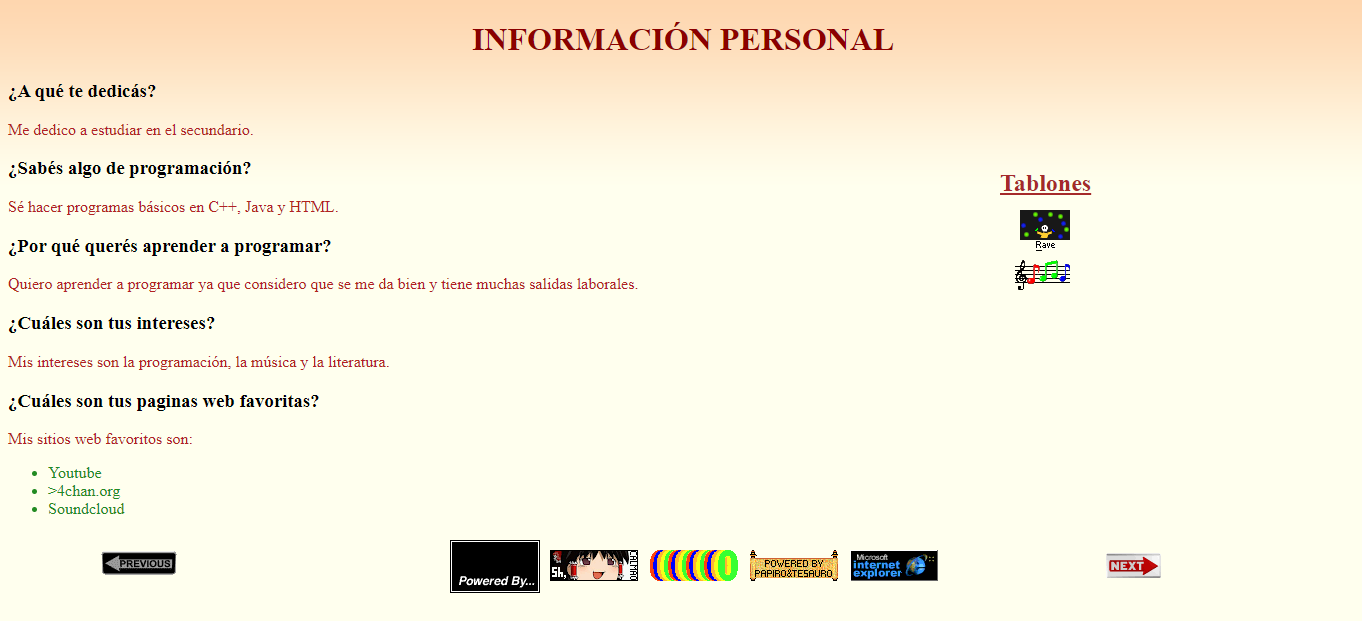 INFORMACIÓN PERSONAL
¿A qué te dedicás?
Me dedico a estudiar en el secundario.
¿Sabés algo de programación?
Sé hacer programas básicos en C++, Java y HTML.
¿Por qué querés aprender a programar?
Quiero aprender a programar ya que considero que se me da bien y tiene muchas salidas laborales.
¿Cuáles son tus intereses?
Mis intereses son la programación, la música y la literatura.
¿Cuáles son tus paginas web favoritas?
Mis sitios web favoritos son:
Youtube
>4chan.org
Soundcloud
Tablones
Rave
PREVIOUS
Powered By...
Sh,
CALMAO
POWERED BY
PAPIRO&TESAURO
Microsoft
internet
explorer
NEXT